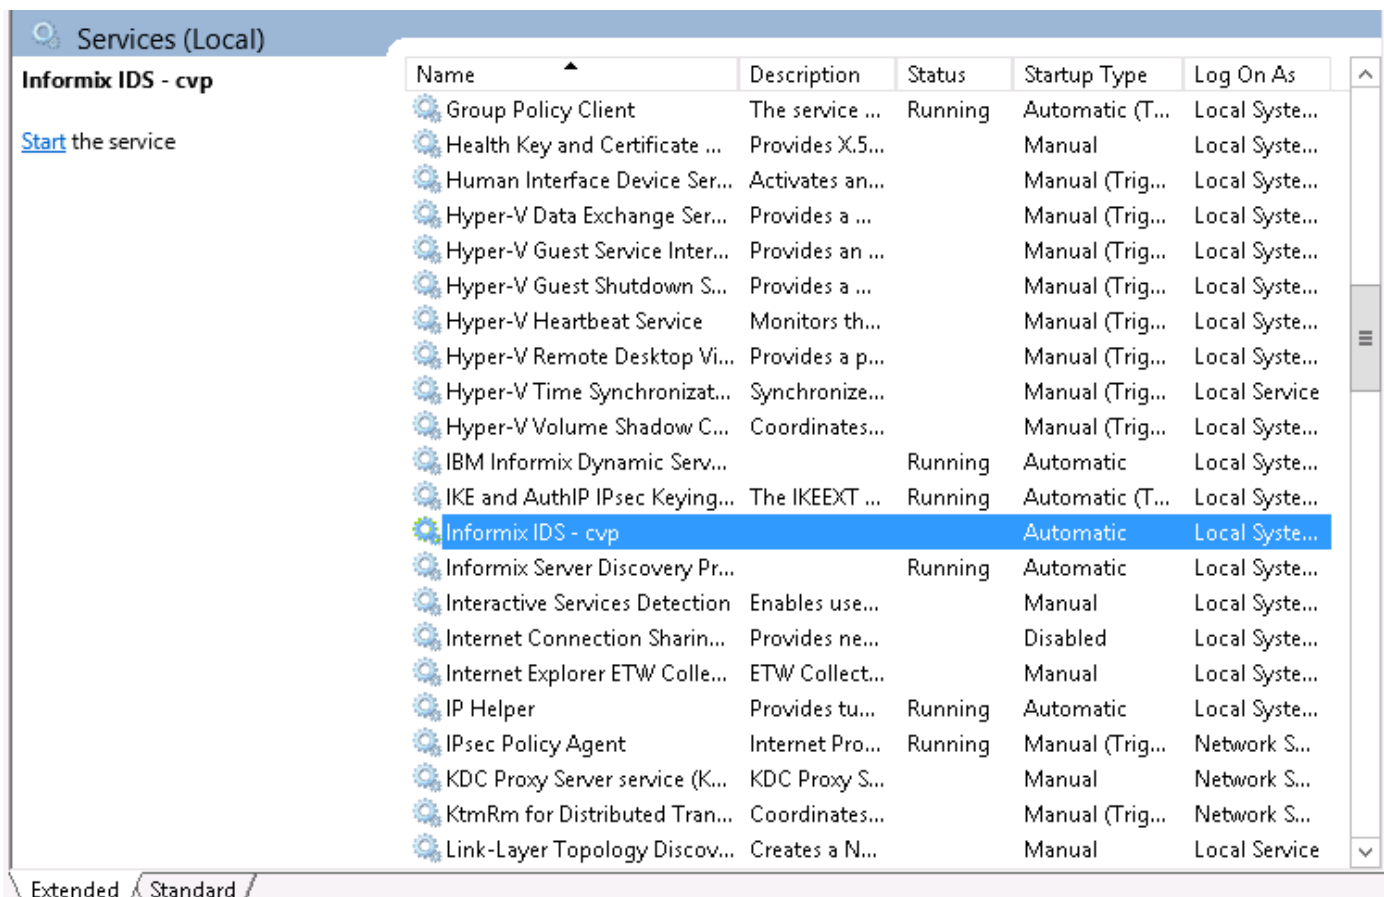 Services (Local)
Informix IDS - cvp
Start the service
Name Description Status Startup Type Log On As
Group Policy Client The service ... Running Automatic (T... Local Syste...
Health Key and Certificate ... Provides X.5... Manual Local Syste...
Human Interface Device Ser... Activates an... Manual (Trig... Local Syste...
Hyper-V Data Exchange Ser... Provides a ... Manual (Trig... Local Syste...
Hyper-V Guest Service Inter... Provides an ... Manual (Trig... Local Syste...
Hyper-V Guest Shutdown S... Provides a ... Manual (Trig... Local Syste...
Hyper-V Heartbeat Service Monitors th... Manual (Trig... Local Syste...
Hyper-V Remote Desktop Vi... Provides a p... Manual (Trig... Local Syste...
Hyper-V Time Synchronizat... Synchronize... Manual (Trig... Local Service
Hyper-V Volume Shadow C... Coordinates... Manual (Trig... Local Syste...
IBM Informix Dynamic Serv... Running Automatic Local Syste...
IKE and AuthIP IPsec Keying... The IKEEXT ... Running Automatic (T... Local Syste...
Informix IDS - cvp Automatic Local Syste...
Informix Server Discovery Pr... Running Automatic Local Syste...
Interactive Services Detection Enables use... Manual Local Syste...
Internet Connection Sharin... Provides ne... Disabled Local Syste...
Internet Explorer ETW Colle... ETW Collect... Manual Local Syste...
IP Helper Provides tu... Running Automatic Local Syste...
IPsec Policy Agent Internet Pro... Running Manual (Trig... Network S...
KDC Proxy Server service (K... KDC Proxy S... Manual Network S...
KtmRm for Distributed Tran... Coordinates... Manual (Trig... Network S...
Link-Layer Topology Discov... Creates a N... Manual Local Service
Extended Standard